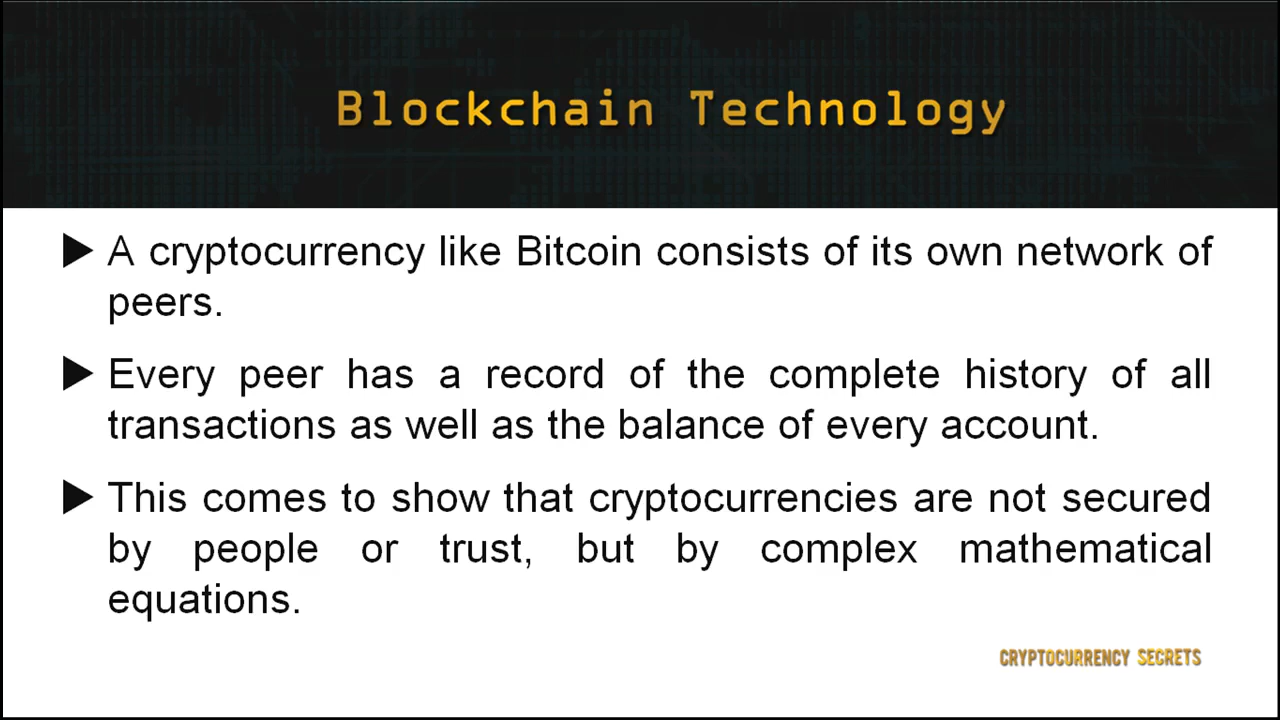 Blockchain Technology
A cryptocurrency like Bitcoin consists of its own network of
peers.
Every peer has a record of the complete history of all
transactions as well as the balance of every account.
This comes to show that cryptocurrencies are not secured
by people or trust, but by complex mathematical
equations.
CRYPTOCURRENCY SECRETS